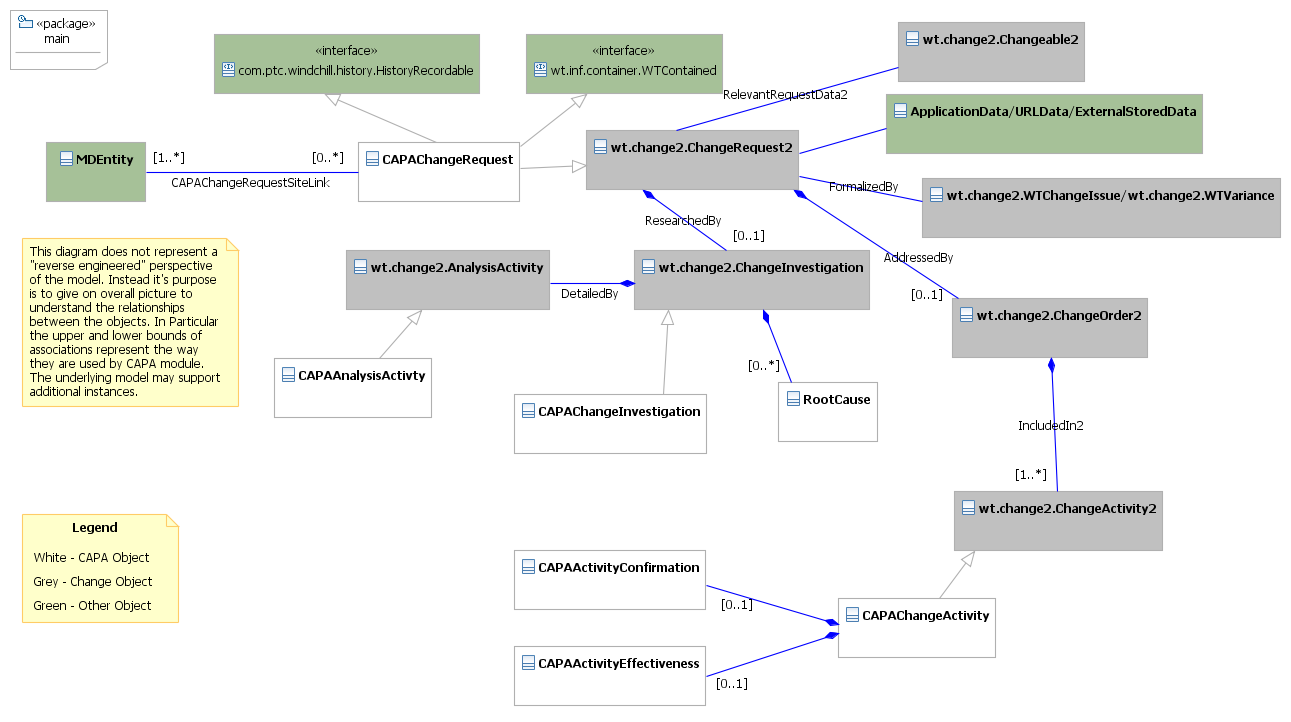 «package»
main
«interface»
com.ptc.windchill.history.HistoryRecordable
«interface»
wt.inf.container.WTContained
wt.change2.Changeable2
RelevantRequestData2
ApplicationData/URLData/ExternalStoredData
MDEntity
[1..*]
[0..*]
CAPAChangeRequestSiteLink
CAPAChangeRequest
wt.change2.ChangeRequest2
FormalizedBy
wt.change2.WTChangeIssue/wt.change2.WTVariance
ResearchedBy
[0..1]
AddressedBy
[0..1]
This diagram does not represent a
"reverse engineered" perspective
of the model. Instead it's purpose
is to give on overall picture to
understand the relationships
between the objects. In Particular
the upper and lower bounds of
associations represent the way
they are used by CAPA module.
The underlying model may support
additional instances.
wt.change2.AnalysisActivity
DetailedBy
wt.change2.ChangeInvestigation
wt.change2.ChangeOrder2
CAPAAnalysisActivty
CAPAChangeInvestigation
[0..*]
RootCause
IncludedIn2
[1..*]
wt.change2.ChangeActivity2
Legend
White - CAPA Object
Grey - Change Object
Green - Other Object
CAPAActivityConfirmation
[0..1]
CAPAChangeActivity
CAPAActivityEffectiveness
[0..1]